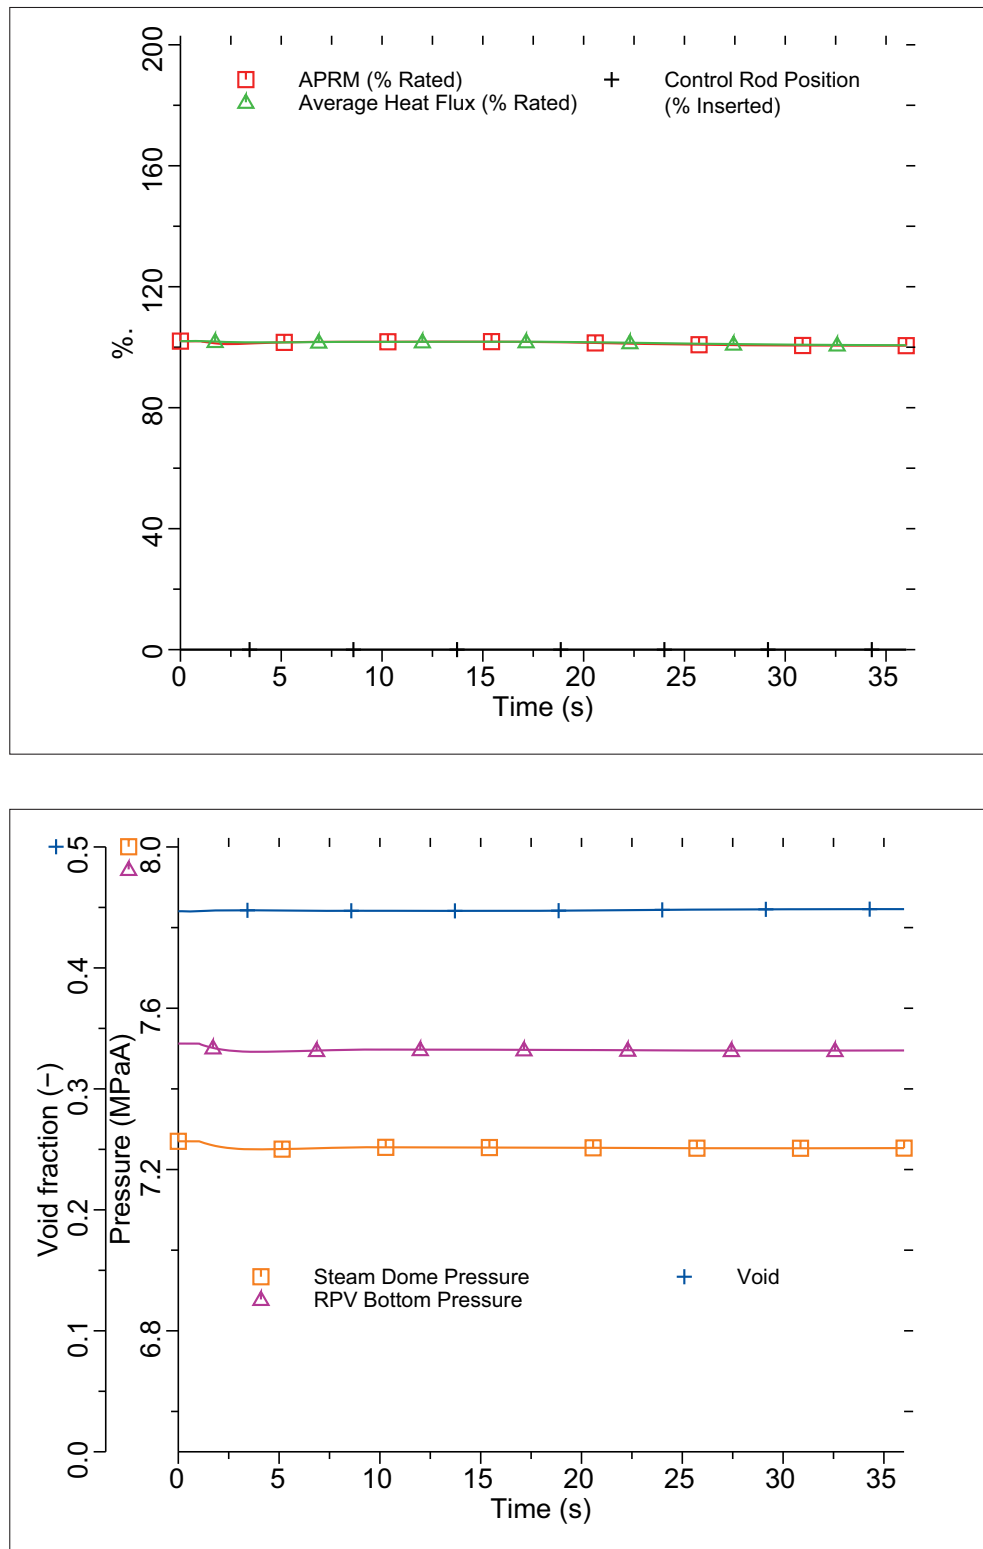 200
160
120
80
40
0
%.
APRM (% Rated)
Average Heat Flux (% Rated)
Control Rod Position
(% Inserted)
0 5 10 15 20 25 30 35
Time (s)
0.5
0.4
0.3
0.2
0.1
0.0
Void fraction (−)
8.0
7.6
7.2
6.8
Pressure (MPaA)
Steam Dome Pressure
RPV Bottom Pressure
Void
0 5 10 15 20 25 30 35
Time (s)